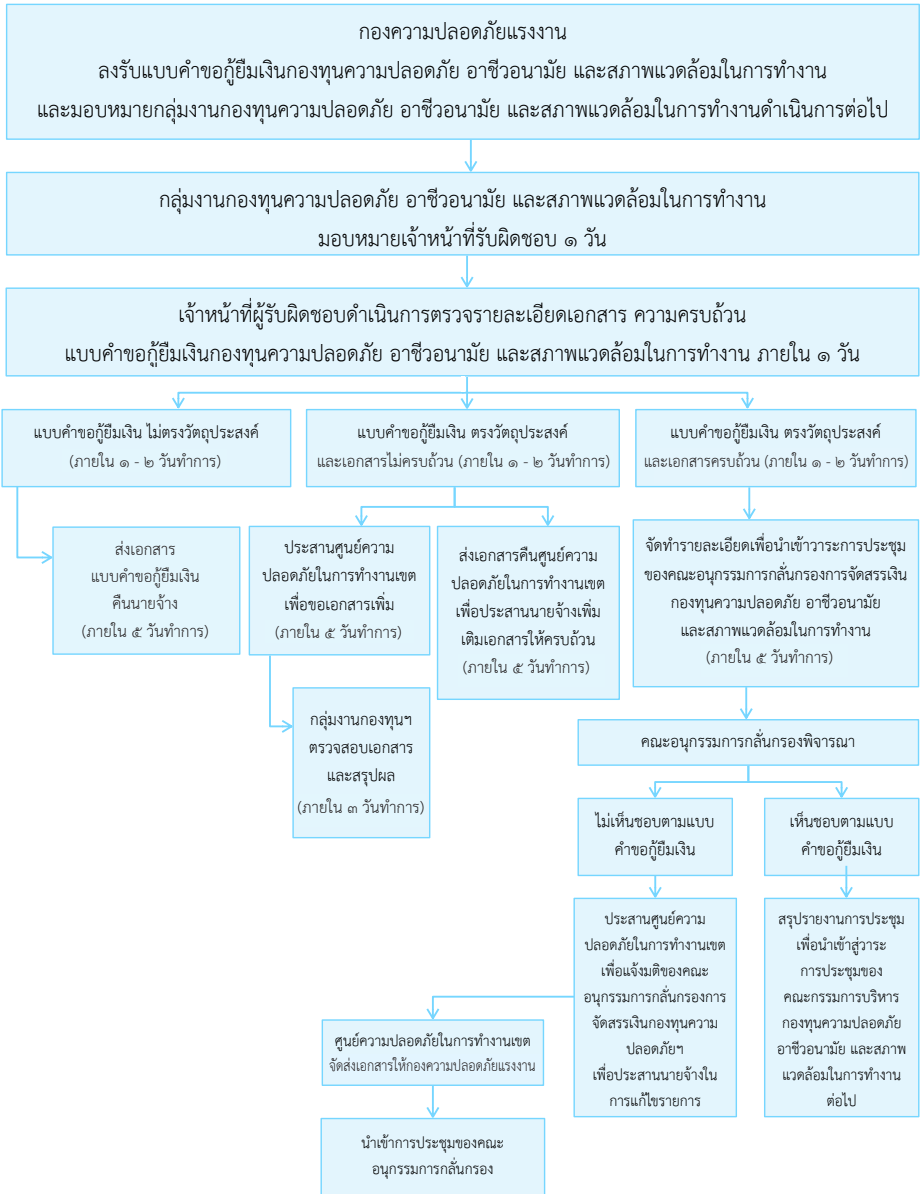 กองความปลอดภัยแรงงาน
ลงรับแบบคำขอกู้ยืมเงินกองทุนความปลอดภัย อาชีวอนามัย และสภาพแวดล้อมในการทำงาน
และมอบหมายกลุ่มงานกองทุนความปลอดภัย อาชีวอนามัย และสภาพแวดล้อมในการทำงานดำเนินการต่อไป
กลุ่มงานกองทุนความปลอดภัย อาชีวอนามัย และสภาพแวดล้อมในการทำงาน
มอบหมายเจ้าหน้าที่รับผิดชอบ ๑ วัน
เจ้าหน้าที่ผู้รับผิดชอบดำเนินการตรวจรายละเอียดเอกสาร ความครบถ้วน
แบบคำขอกู้ยืมเงินกองทุนความปลอดภัย อาชีวอนามัย และสภาพแวดล้อมในการทำงาน ภายใน ๑ วัน
แบบคำขอกู้ยืมเงิน ไม่ตรงวัตถุประสงค์
(ภายใน ๑ - ๒ วันทำการ)
แบบคำขอกู้ยืมเงิน ตรงวัตถุประสงค์
และเอกสารไม่ครบถ้วน (ภายใน ๑ - ๒ วันทำการ)
แบบคำขอกู้ยืมเงิน ตรงวัตถุประสงค์
และเอกสารครบถ้วน (ภายใน ๑ - ๒ วันทำการ)
ส่งเอกสาร
แบบคำขอกู้ยืมเงิน
คืนนายจ้าง
(ภายใน ๕ วันทำการ)
ประสานศูนย์ความ
ปลอดภัยในการทำงานเขต
เพื่อขอเอกสารเพิ่ม
(ภายใน ๕ วันทำการ)
ส่งเอกสารคืนศูนย์ความ
ปลอดภัยในการทำงานเขต
เพื่อประสานนายจ้างเพิ่ม
เติมเอกสารให้ครบถ้วน
(ภายใน ๕ วันทำการ)
จัดทำรายละเอียดเพื่อนำเข้าวาระการประชุม
ของคณะอนุกรรมการกลั่นกรองการจัดสรรเงิน
กองทุนความปลอดภัย อาชีวอนามัย
และสภาพแวดล้อมในการทำงาน
(ภายใน ๕ วันทำการ)
กลุ่มงานกองทุนฯ
ตรวจสอบเอกสาร
และสรุปผล
(ภายใน ๓ วันทำการ)
คณะอนุกรรมการกลั่นกรองพิจารณา
ไม่เห็นชอบตามแบบ
คำขอกู้ยืมเงิน
เห็นชอบตามแบบ
คำขอกู้ยืมเงิน
ประสานศูนย์ความ
ปลอดภัยในการทำงานเขต
เพื่อแจ้งมติของคณะ
อนุกรรมการกลั่นกรองการ
จัดสรรเงินกองทุนความ
ปลอดภัยฯ
เพื่อประสานนายจ้างใน
การแก้ไขรายการ
สรุปรายงานการประชุม
เพื่อนำเข้าสู่วาระ
การประชุมของ
คณะกรรมการบริหาร
กองทุนความปลอดภัย
อาชีวอนามัย และสภาพ
แวดล้อมในการทำงาน
ต่อไป
ศูนย์ความปลอดภัยในการทำงานเขต
จัดส่งเอกสารให้กองความปลอดภัยแรงงาน
นำเข้าการประชุมของคณะ
อนุกรรมการกลั่นกรอง